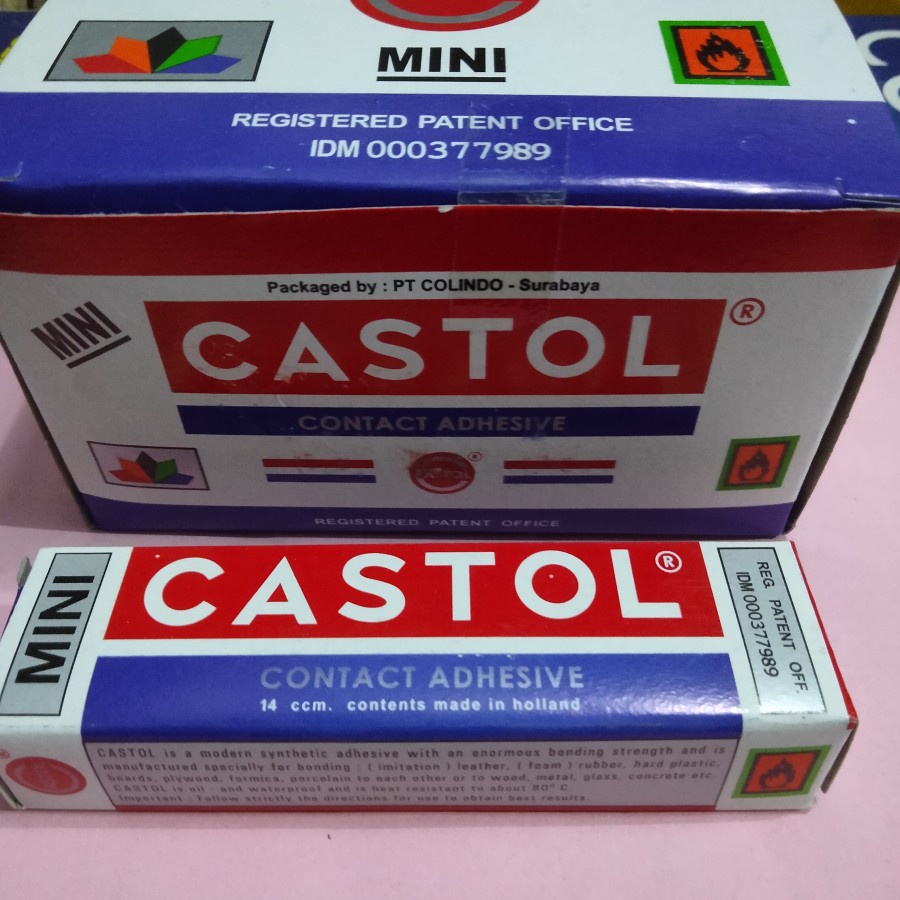 MINI
REGISTERED PATENT OFFICE
IDM 000377989
Packaged by : PT COLINDO - Surabaya
MINI
CASTOL ®
CONTACT ADHESIVE
CASTOL ®
REGISTERED PATENT OFFICE
MINI
CASTOL ®
REG. PATENT OFF.
IDM 000377989
CONTACT ADHESIVE
14 ccm. contents made in holland
CASTOL is a modern synthetic adhesive with an enormous bonding strength and is
manufactured specially for bonding : ( imitation ) leather, ( foam ) rubber, hard plastic,
boards, plywood, formica, porcelain to each other or to wood, metal, glass, concrete etc.
CASTOL is oil - and waterproof and is heat resistant to about 80° C.
Important : Follow strictly the directions for use to obtain best results.